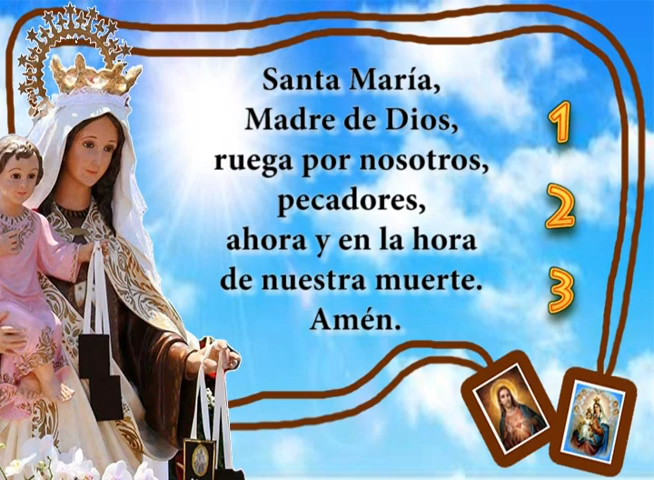 Santa María,
Madre de Dios,
ruega por nosotros,
pecadores,
ahora y en la hora
de nuestra muerte.
Amén.
1
2
3